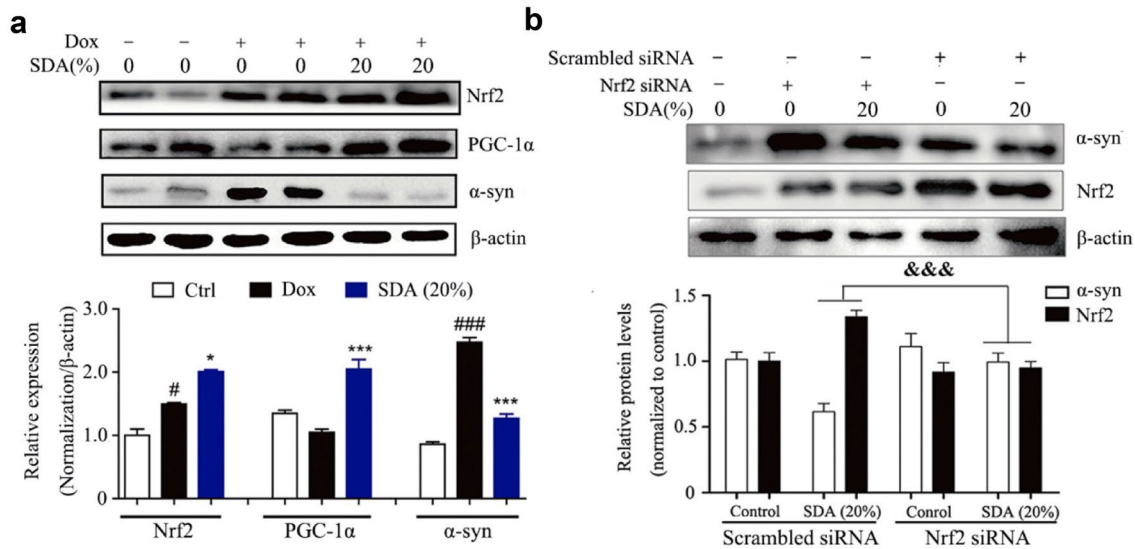 a
Dox − − + + + +
SDA(%) 0 0 0 0 20 20
Nrf2
PGC-1α
α-syn
β-actin
Ctrl Dox SDA (20%)
Relative expression
(Normalization/β-actin)
3.0
2.0
1.0
0
# * *** ### ***
Nrf2 PGC-1α α-syn
b
Scrambled siRNA − − − + +
Nrf2 siRNA − + + − −
SDA(%) 0 0 20 0 20
α-syn
Nrf2
β-actin
&&&
α-syn
Nrf2
Relative protein levels
(normalized to control)
1.5
1.0
0.5
0
Control SDA (20%) Conrol SDA (20%)
Scrambled siRNA Nrf2 siRNA